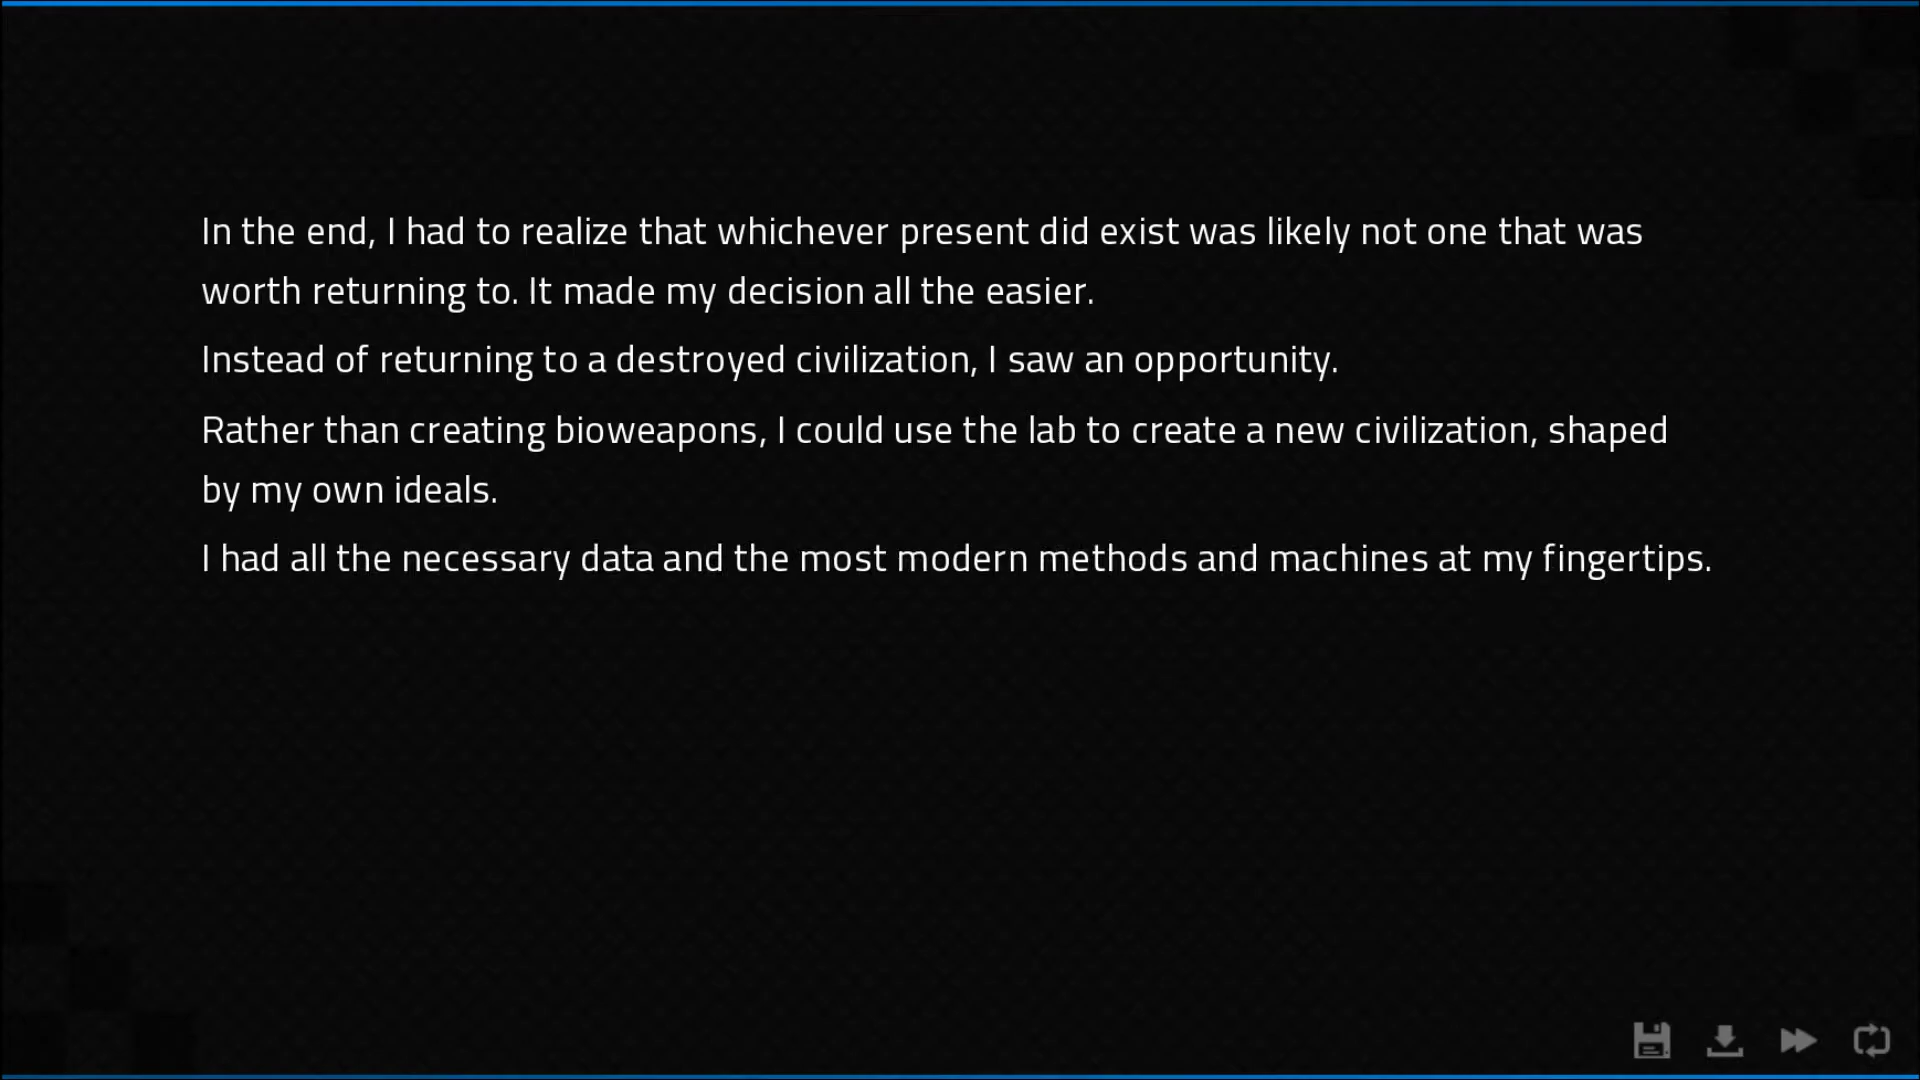 In the end, I had to realize that whichever present did exist was likely not one that was
worth returning to. It made my decision all the easier.
Instead of returning to a destroyed civilization, I saw an opportunity.
Rather than creating bioweapons, I could use the lab to create a new civilization, shaped
by my own ideals.
I had all the necessary data and the most modern methods and machines at my fingertips.